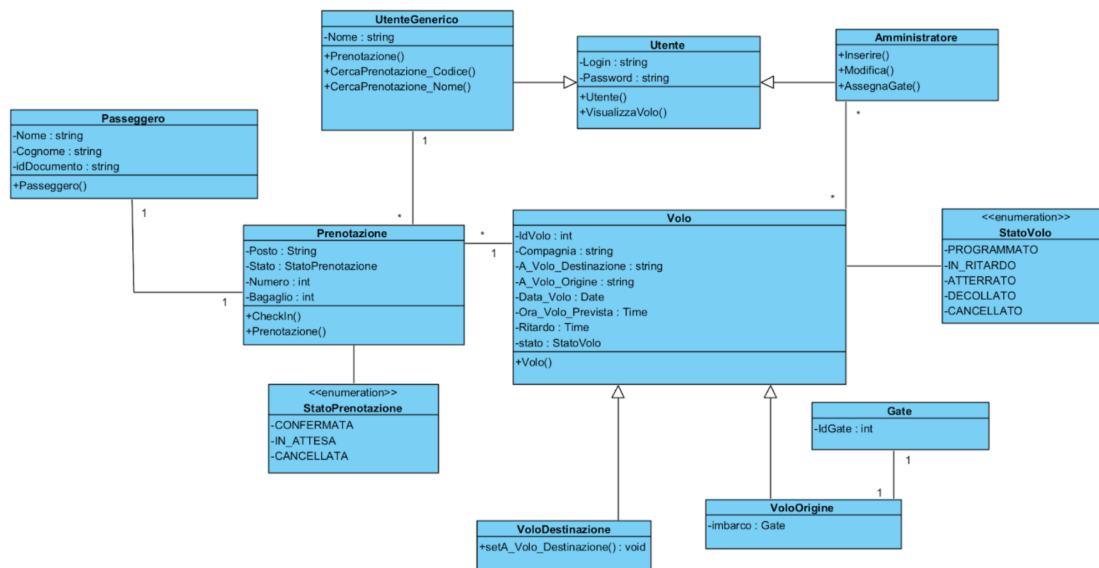 UtenteGenerico
-Nome : string
+Prenotazione()
+CercaPrenotazione_Codice()
+CercaPrenotazione_Nome()
Utente
-Login : string
-Password : string
+Utente()
+VisualizzaVolo()
Amministratore
+Inserire()
+Modifica()
+AssegnaGate()
Passeggero
-Nome : string
-Cognome : string
-idDocumento : string
+Passeggero()
1
*
1
1
*
*
Prenotazione
-Posto : String
-Stato : StatoPrenotazione
-Numero : int
-Bagaglio : int
+CheckIn()
+Prenotazione()
1
*
1
Volo
-IdVolo : int
-Compagnia : string
-A_Volo_Destinazione : string
-A_Volo_Origine : string
-Data_Volo : Date
-Ora_Volo_Prevista : Time
-Ritardo : Time
-stato : StatoVolo
+Volo()
<<enumeration>>
StatoVolo
-PROGRAMMATO
-IN_RITARDO
-ATTERRATO
-DECOLLATO
-CANCELLATO
<<enumeration>>
StatoPrenotazione
-CONFERMATA
-IN_ATTESA
-CANCELLATA
Gate
-IdGate : int
1
1
VoloDestinazione
+setA_Volo_Destinazione() : void
VoloOrigine
-imbarco : Gate